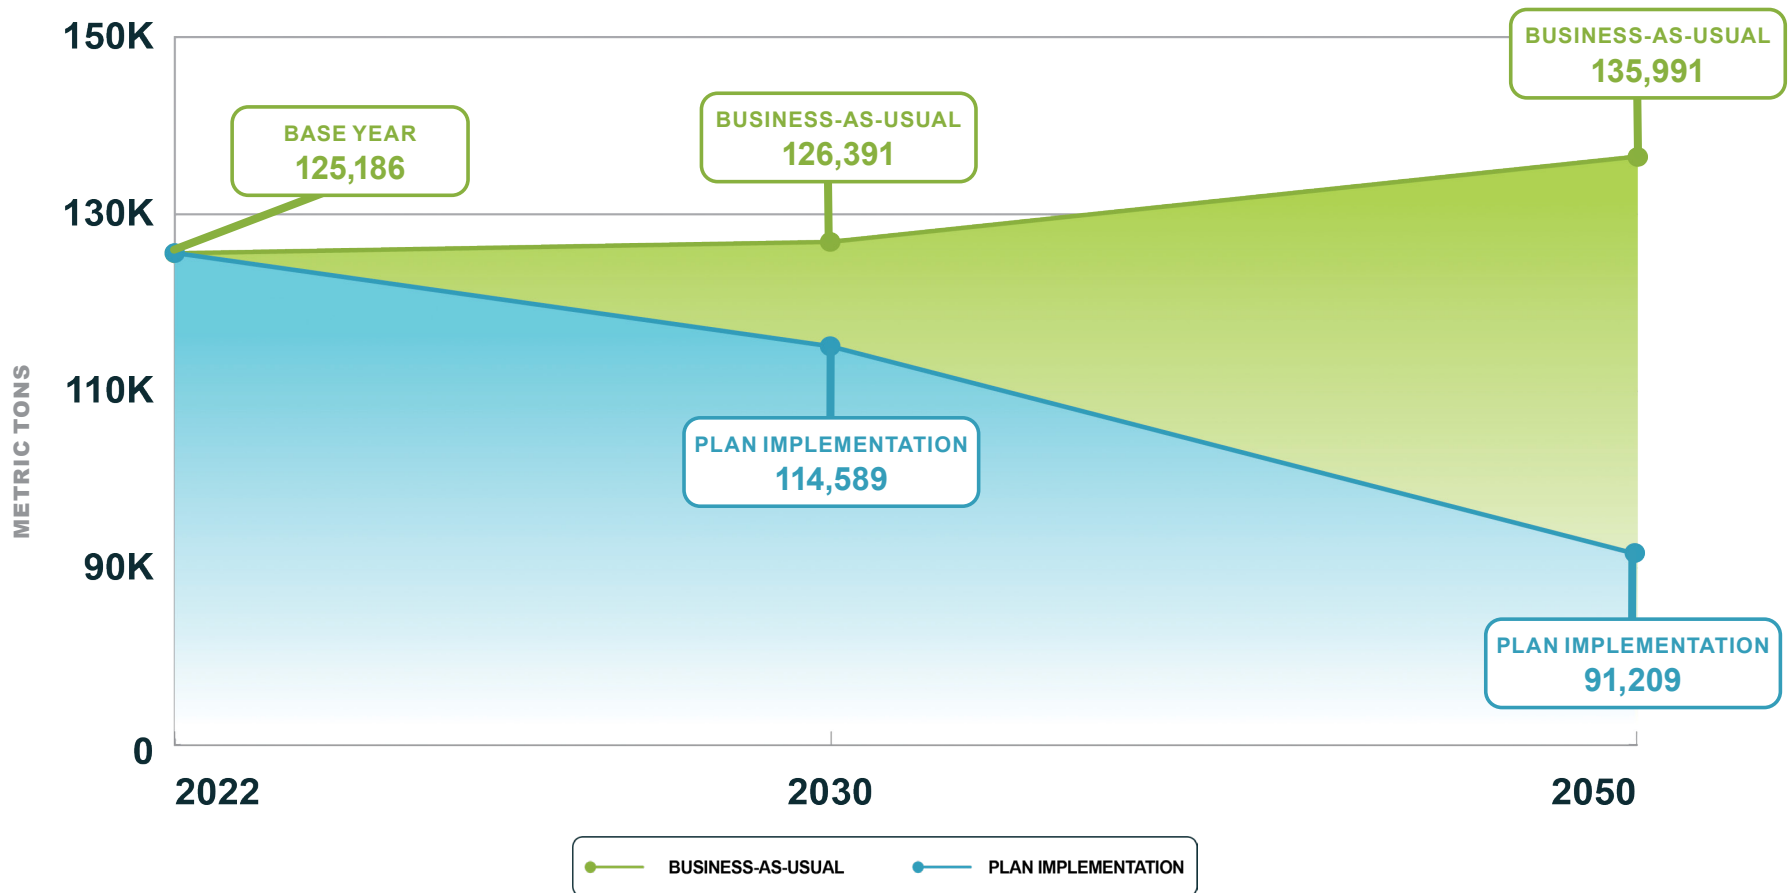 150K
130K
110K
90K
0
METRIC TONS
BASE YEAR
125,186
BUSINESS-AS-USUAL
126,391
BUSINESS-AS-USUAL
135,991
PLAN IMPLEMENTATION
114,589
PLAN IMPLEMENTATION
91,209
2022
2030
2050
BUSINESS-AS-USUAL
PLAN IMPLEMENTATION